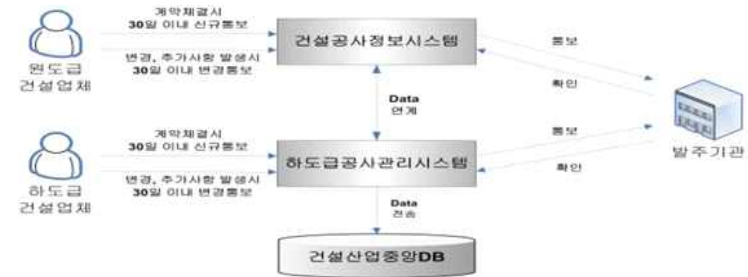 계약체결시
30일 이내 신규통보
건설공사정보시스템
통보
변경, 추가사항 발생시
30일 이내 변경통보
확인
원도급
건설업체
Data
연계
계약체결시
30일 이내 신규통보
하도급공사관리시스템
통보
발주기관
변경, 추가사항 발생시
30일 이내 변경통보
확인
하도급
건설업체
Data
전송
건설산업중앙DB